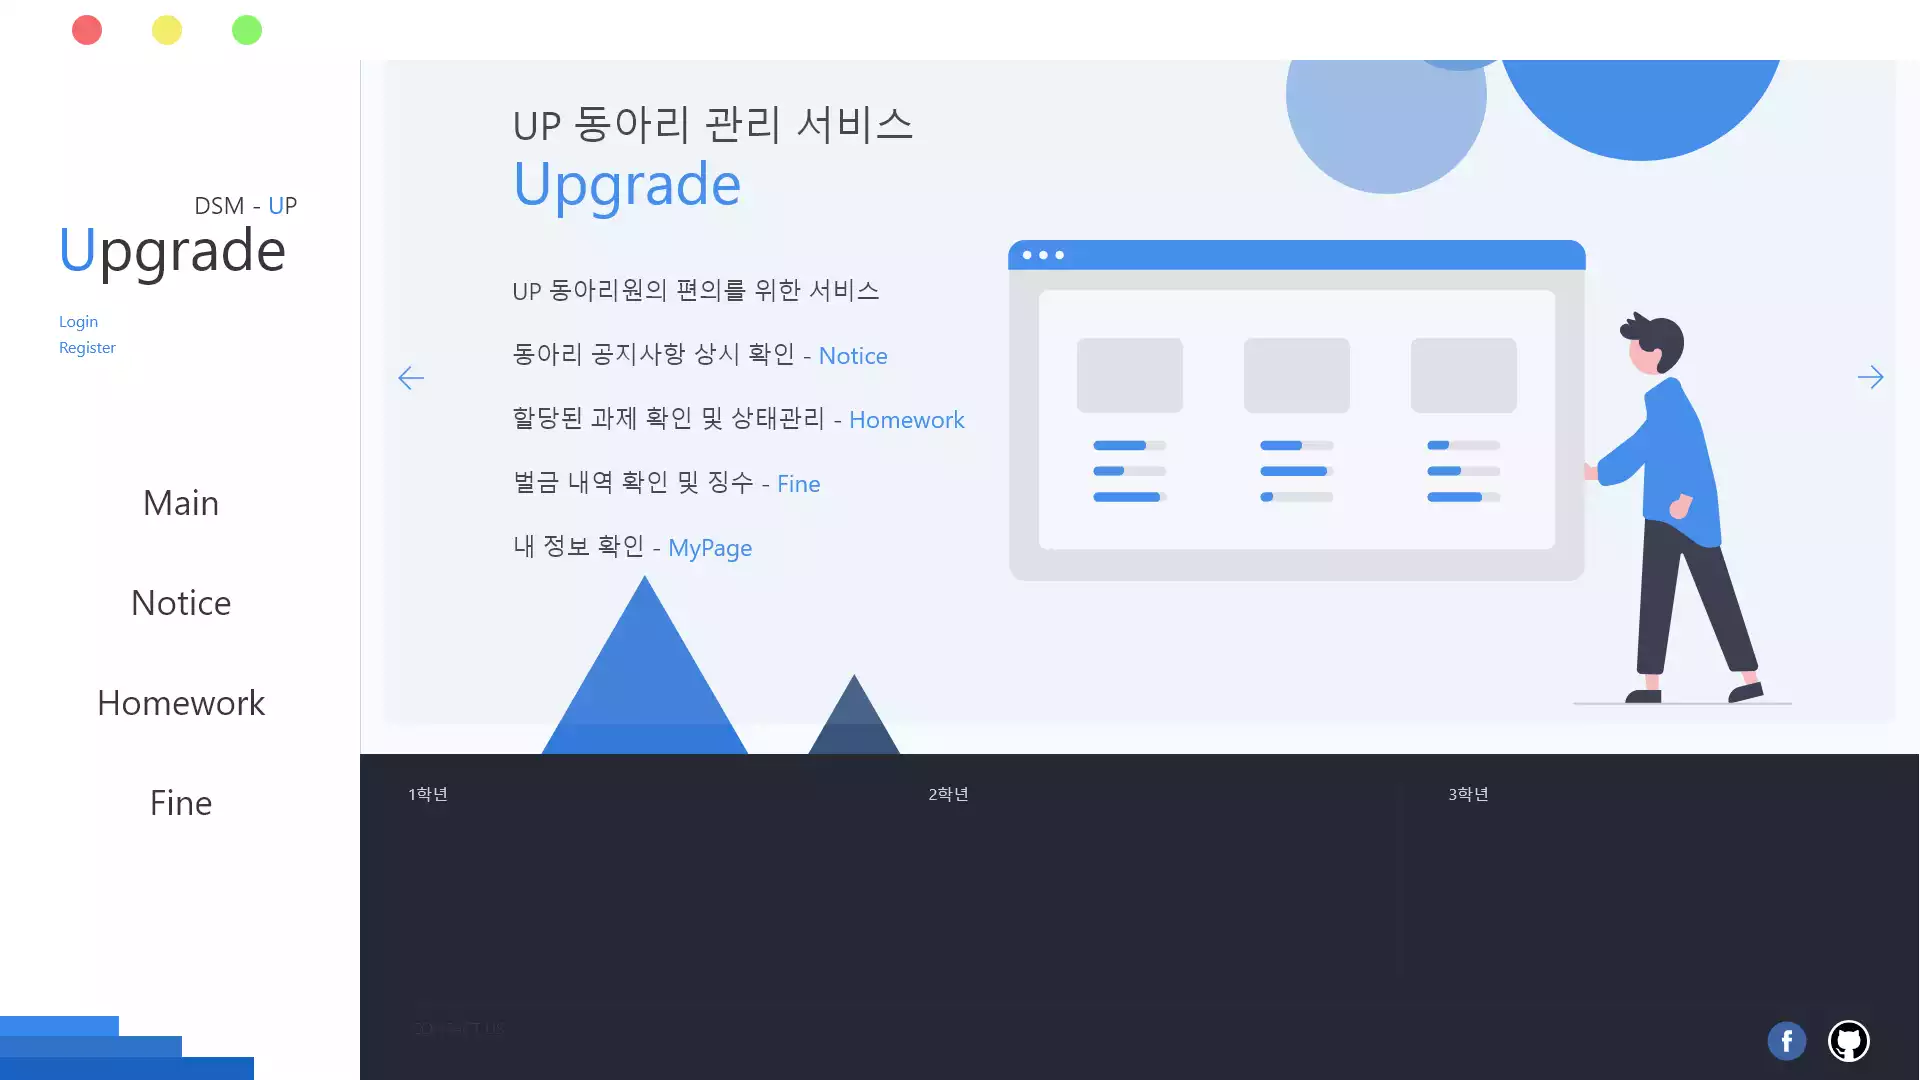 DSM - UP
Upgrade
Login
Register
Main
Notice
Homework
Fine
UP 동아리 관리 서비스
Upgrade
UP 동아리원의 편의를 위한 서비스
동아리 공지사항 상시 확인 - Notice
할당된 과제 확인 및 상태관리 - Homework
벌금 내역 확인 및 징수 - Fine
내 정보 확인 - MyPage
1학년
2학년
3학년